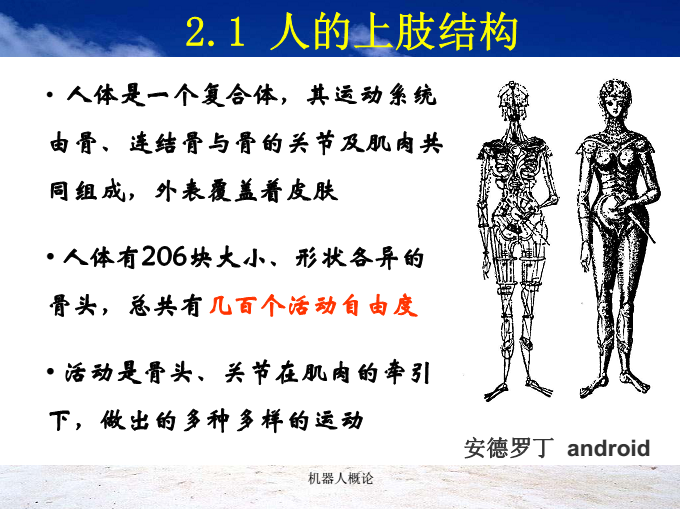 2.1 人的上肢结构
• 人体是一个复合体，其运动系统
由骨、连结骨与骨的关节及肌肉共
同组成，外表覆盖着皮肤
• 人体有206块大小、形状各异的
骨头，总共有几百个活动自由度
• 活动是骨头、关节在肌肉的牵引
下，做出的多种多样的运动
安德罗丁 android
机器人概论